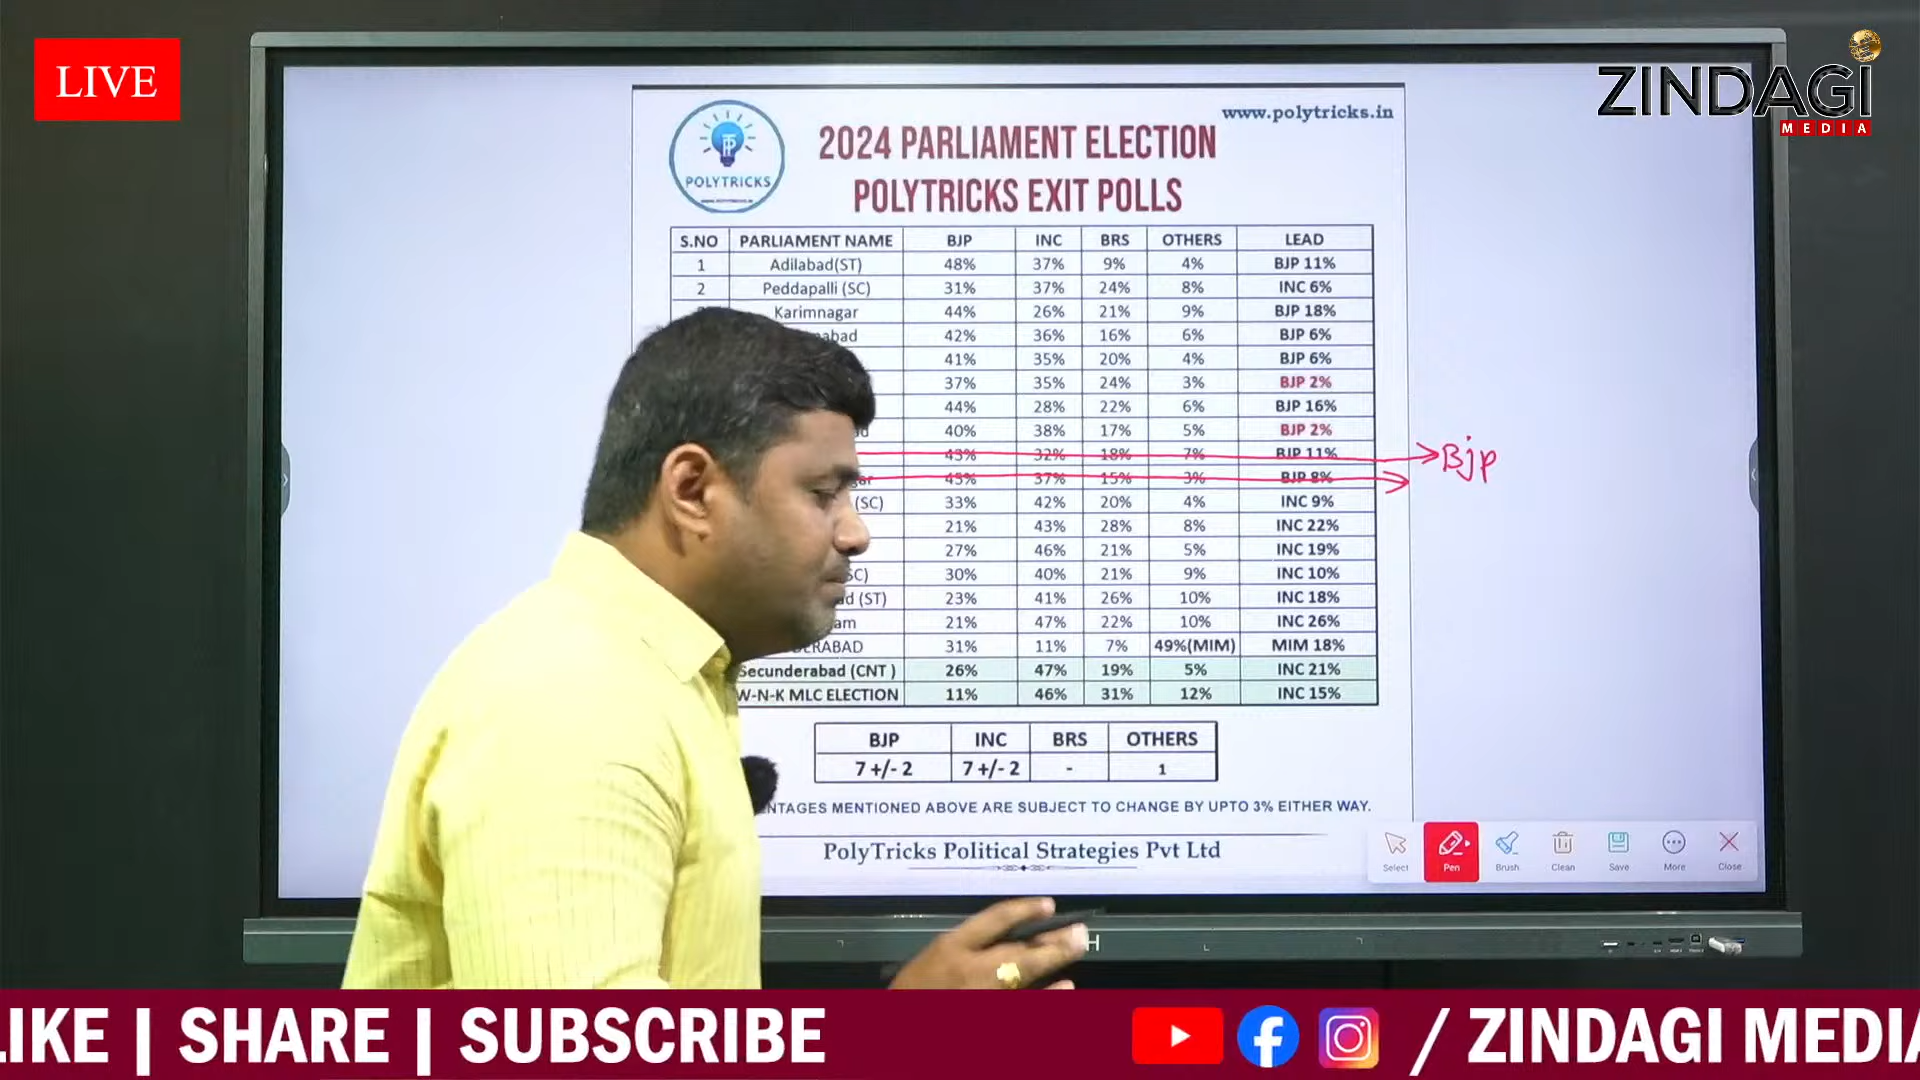 LIVE
ZINDAGI
MEDIA
www.polytricks.in
POLYTRICKS
2024 PARLIAMENT ELECTION
POLYTRICKS EXIT POLLS
S.NO PARLIAMENT NAME BJP INC BRS OTHERS LEAD
1 Adilabad(ST) 48% 37% 9% 4% BJP 11%
2 Peddapalli (SC) 31% 37% 24% 8% INC 6%
Karimnagar 44% 26% 21% 9% BJP 18%
abad 42% 36% 16% 6% BJP 6%
41% 35% 20% 4% BJP 6%
37% 35% 24% 3% BJP 2%
44% 28% 22% 6% BJP 16%
d 40% 38% 17% 5% BJP 2%
43% 32% 18% 7% BJP 11% Bjp
gar 45% 37% 15% 3% BJP 8%
(SC) 33% 42% 20% 4% INC 9%
21% 43% 28% 8% INC 22%
27% 46% 21% 5% INC 19%
SC) 30% 40% 21% 9% INC 10%
ad (ST) 23% 41% 26% 10% INC 18%
am 21% 47% 22% 10% INC 26%
DERABAD 31% 11% 7% 49%(MIM) MIM 18%
Secunderabad (CNT ) 26% 47% 19% 5% INC 21%
W-N-K MLC ELECTION 11% 46% 31% 12% INC 15%
BJP INC BRS OTHERS
7 +/- 2 7 +/- 2 - 1
NTAGES MENTIONED ABOVE ARE SUBJECT TO CHANGE BY UPTO 3% EITHER WAY.
PolyTricks Political Strategies Pvt Ltd
Select Pen Brush Clean Save More Close
LIKE | SHARE | SUBSCRIBE / ZINDAGI MEDIA